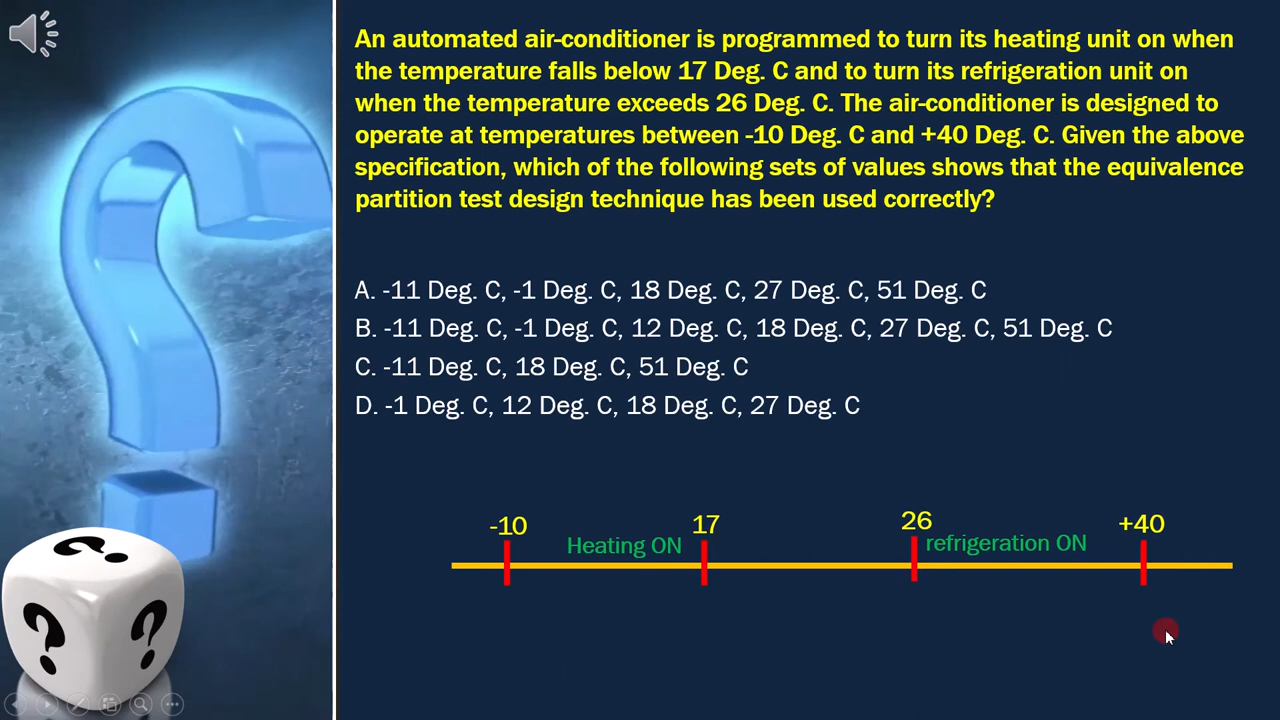 An automated air-conditioner is programmed to turn its heating unit on when
the temperature falls below 17 Deg. C and to turn its refrigeration unit on
when the temperature exceeds 26 Deg. C. The air-conditioner is designed to
operate at temperatures between -10 Deg. C and +40 Deg. C. Given the above
specification, which of the following sets of values shows that the equivalence
partition test design technique has been used correctly?
A. -11 Deg. C, -1 Deg. C, 18 Deg. C, 27 Deg. C, 51 Deg. C
B. -11 Deg. C, -1 Deg. C, 12 Deg. C, 18 Deg. C, 27 Deg. C, 51 Deg. C
C. -11 Deg. C, 18 Deg. C, 51 Deg. C
D. -1 Deg. C, 12 Deg. C, 18 Deg. C, 27 Deg. C
-10 17 26 +40
Heating ON refrigeration ON
? ? ?